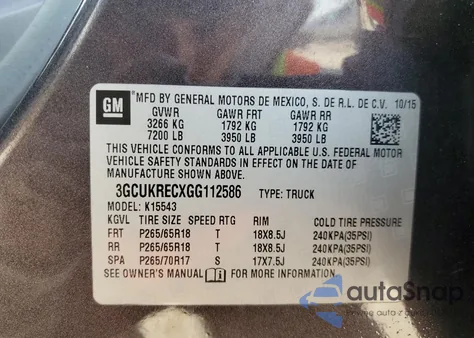 GM
MFD BY GENERAL MOTORS DE MEXICO, S. DE R.L. DE C.V. 10/15
GVWR GAWR FRT GAWR RR
3266 KG 1792 KG 1792 KG
7200 LB 3950 LB 3950 LB
THIS VEHICLE CONFORMS TO ALL APPLICABLE U.S. FEDERAL MOTOR
VEHICLE SAFETY STANDARDS IN EFFECT ON THE DATE OF
MANUFACTURE SHOWN ABOVE.
3GCUKRECXGG112586 TYPE: TRUCK
MODEL: K15543
KGVL TIRE SIZE SPEED RTG RIM COLD TIRE PRESSURE
FRT P265/65R18 T 18X8.5J 240KPA(35PSI)
RR P265/65R18 T 18X8.5J 240KPA(35PSI)
SPA P265/70R17 S 17X7.5J 240KPA(35PSI)
SEE OWNER'S MANUAL FOR MORE INFORMATION.
autoSnap
Przywóz auta z